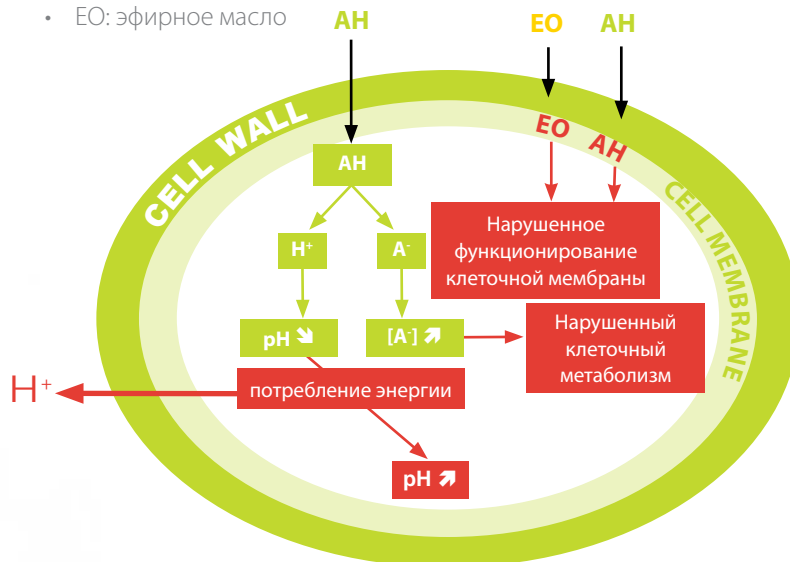 • ЕО: эфирное масло
AH
EO
AH
CELL WALL
EO
AH
CELL MEMBRANE
AH
H⁺
A⁻
Нарушенное
функционирование
клеточной мембраны
pH ↘
[A⁻] ↗
Нарушенный
клеточный
метаболизм
H⁺
потребление энергии
pH ↗